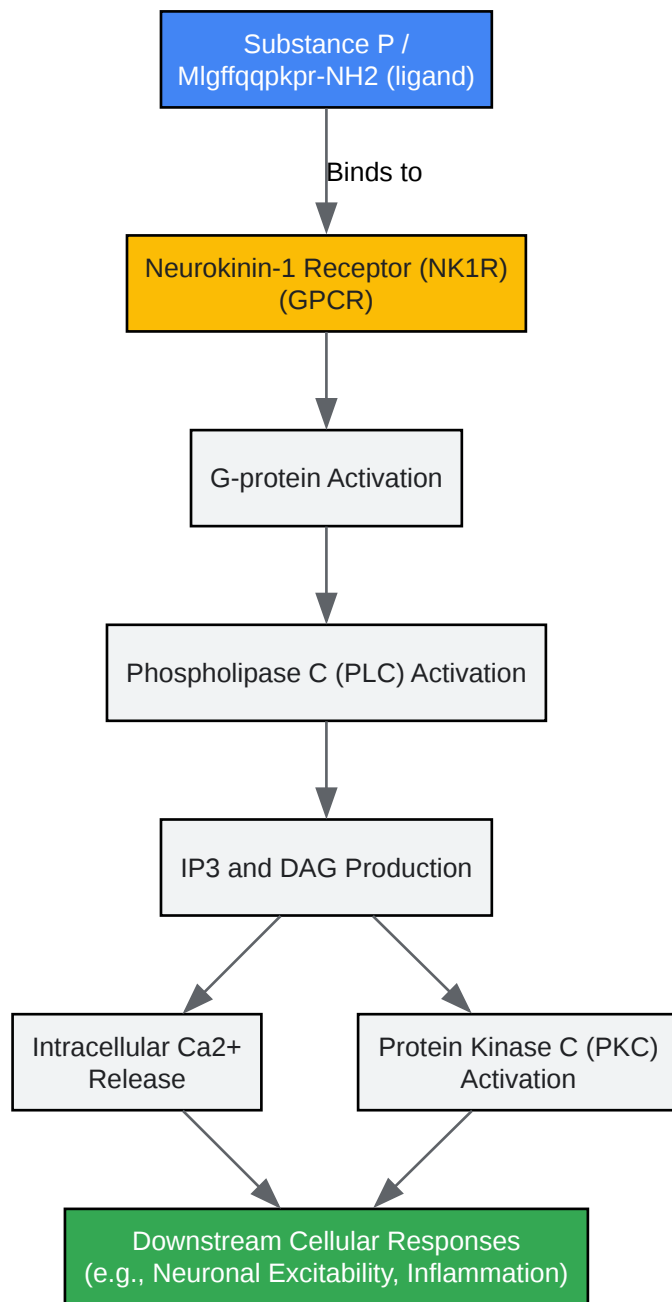 Substance P /
Mlgffqqpkpr-NH2 (ligand)
Binds to
Neurokinin-1 Receptor (NK1R)
(GPCR)
G-protein Activation
Phospholipase C (PLC) Activation
IP3 and DAG Production
Intracellular Ca2+
Release
Protein Kinase C (PKC)
Activation
Downstream Cellular Responses
(e.g., Neuronal Excitability, Inflammation)